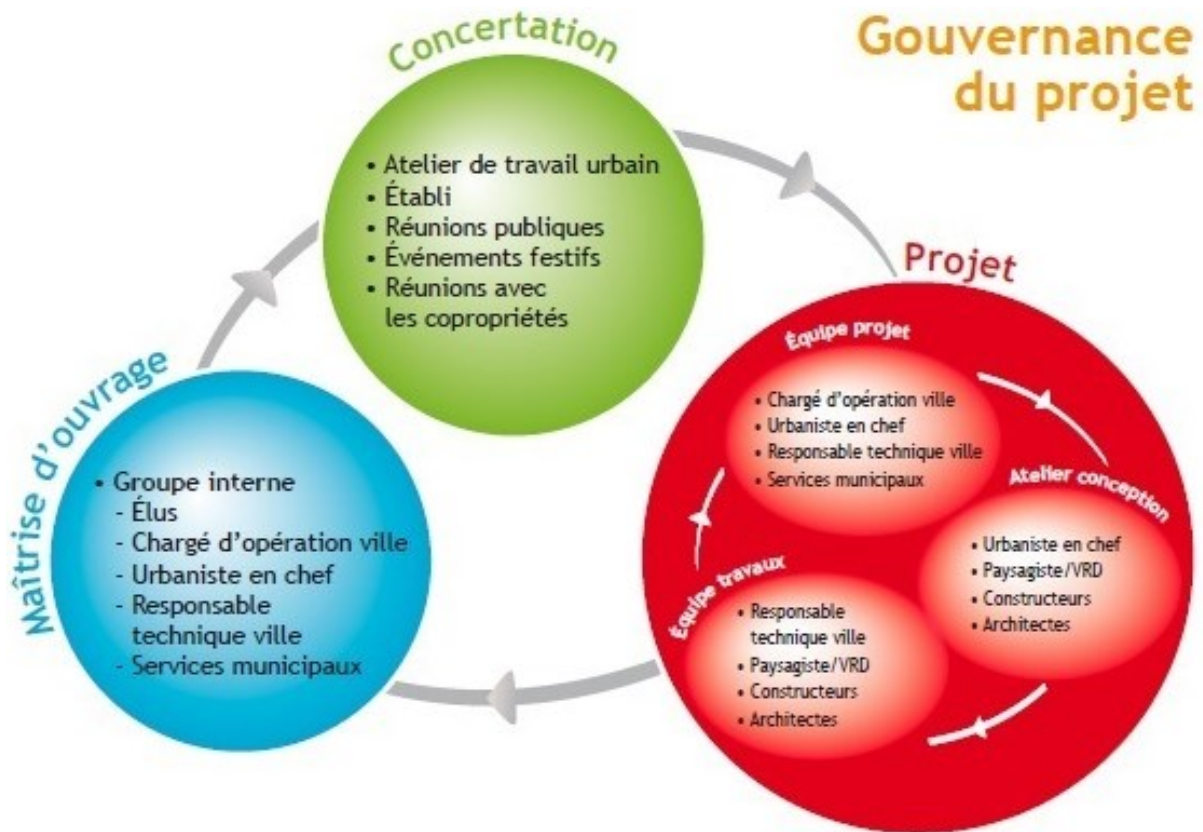 Gouvernance
du projet
Concertation
• Atelier de travail urbain
• Établi
• Réunions publiques
• Événements festifs
• Réunions avec
les copropriétés
Maîtrise d'ouvrage
• Groupe interne
- Élus
- Chargé d'opération ville
- Urbaniste en chef
- Responsable
technique ville
- Services municipaux
Projet
Équipe projet
• Chargé d'opération ville
• Urbaniste en chef
• Responsable technique ville
• Services municipaux
Atelier conception
• Urbaniste en chef
• Paysagiste/VRD
• Constructeurs
• Architectes
Équipe travaux
• Responsable
technique ville
• Paysagiste/VRD
• Constructeurs
• Architectes